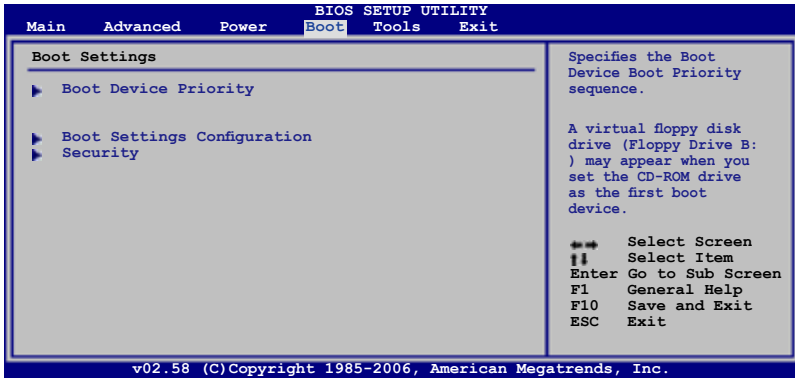 BIOS SETUP UTILITY
Main Advanced Power Boot Tools Exit
Boot Settings
Boot Device Priority
Boot Settings Configuration
Security
Specifies the Boot
Device Boot Priority
sequence.
A virtual floppy disk
drive (Floppy Drive B:
) may appear when you
set the CD-ROM drive
as the first boot
device.
Select Screen
Select Item
Enter Go to Sub Screen
F1 General Help
F10 Save and Exit
ESC Exit
v02.58 (C)Copyright 1985-2006, American Megatrends, Inc.